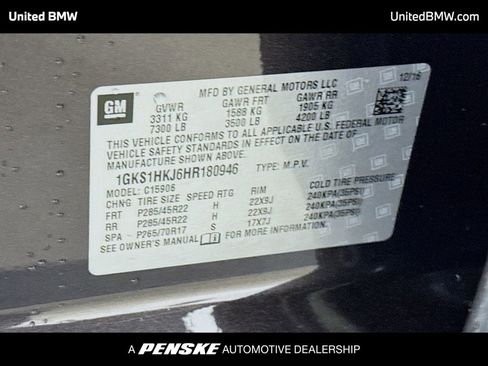 United BMW
UnitedBMW.com
GM
MFD BY GENERAL MOTORS LLC
12/16
GVWR GAWR FRT GAWR RR
3311 KG 1588 KG 1905 KG
7300 LB 3500 LB 4200 LB
THIS VEHICLE CONFORMS TO ALL APPLICABLE U.S. FEDERAL MOTOR
VEHICLE SAFETY STANDARDS IN EFFECT ON THE DATE OF
MANUFACTURE SHOWN ABOVE.
1GKS1HKJ6HR180946 TYPE: M.P.V.
MODEL: C15906
CHNG TIRE SIZE SPEED RTG RIM COLD TIRE PRESSURE
FRT P285/45R22 H 22X9J 240KPA(35PSI)
RR P285/45R22 H 22X9J 240KPA(35PSI)
SPA P265/70R17 S 17X7J 240KPA(35PSI)
SEE OWNER'S MANUAL FOR MORE INFORMATION
A PENSKE AUTOMOTIVE DEALERSHIP